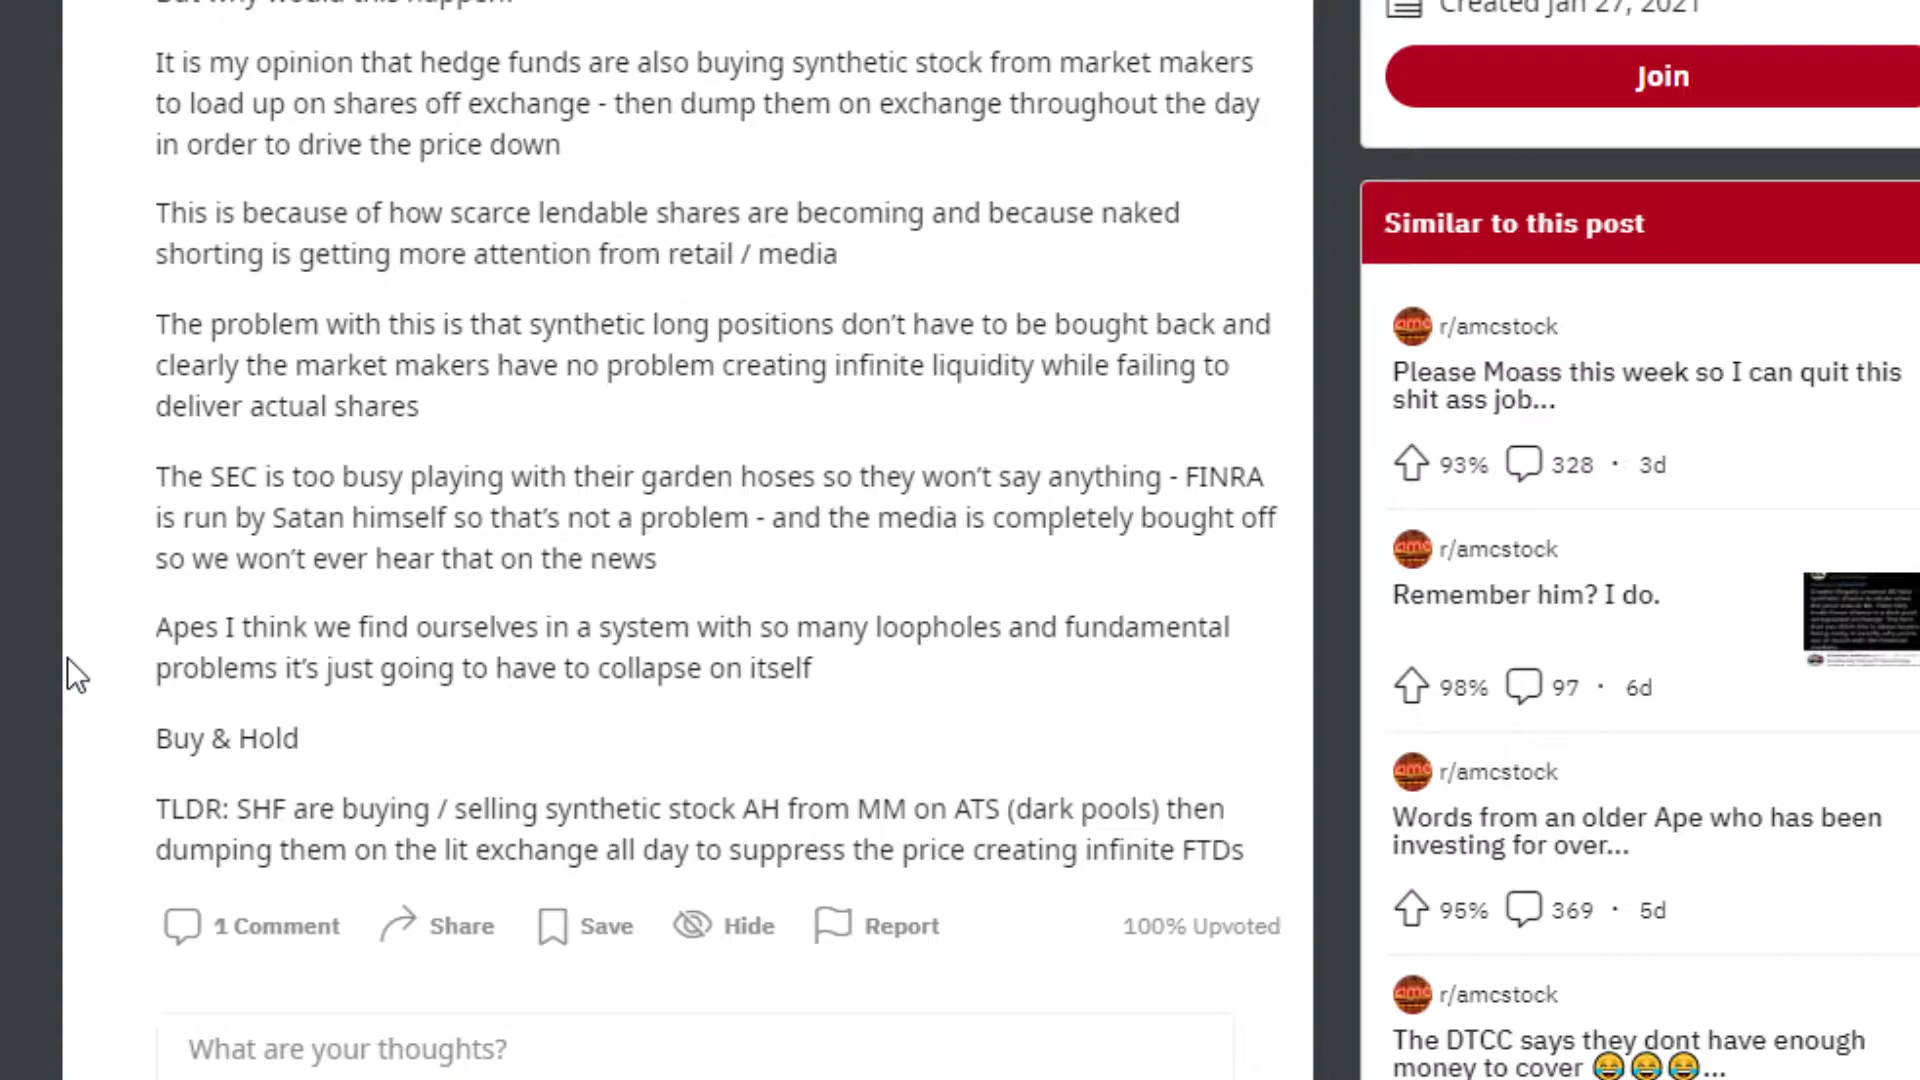 But why would this happen?
Created Jan 27, 2021
Join
It is my opinion that hedge funds are also buying synthetic stock from market makers
to load up on shares off exchange - then dump them on exchange throughout the day
in order to drive the price down
This is because of how scarce lendable shares are becoming and because naked
shorting is getting more attention from retail / media
The problem with this is that synthetic long positions don’t have to be bought back and
clearly the market makers have no problem creating infinite liquidity while failing to
deliver actual shares
The SEC is too busy playing with their garden hoses so they won’t say anything - FINRA
is run by Satan himself so that’s not a problem - and the media is completely bought off
so we won’t ever hear that on the news
Apes I think we find ourselves in a system with so many loopholes and fundamental
problems it’s just going to have to collapse on itself
Buy & Hold
TLDR: SHF are buying / selling synthetic stock AH from MM on ATS (dark pools) then
dumping them on the lit exchange all day to suppress the price creating infinite FTDs
1 Comment Share Save Hide Report 100% Upvoted
What are your thoughts?
Similar to this post
amc r/amcstock
Please Moass this week so I can quit this
shit ass job...
93% 328 · 3d
amc r/amcstock
Remember him? I do.
98% 97 · 6d
amc r/amcstock
Words from an older Ape who has been
investing for over...
95% 369 · 5d
amc r/amcstock
The DTCC says they dont have enough
money to cover 😂😂😂...